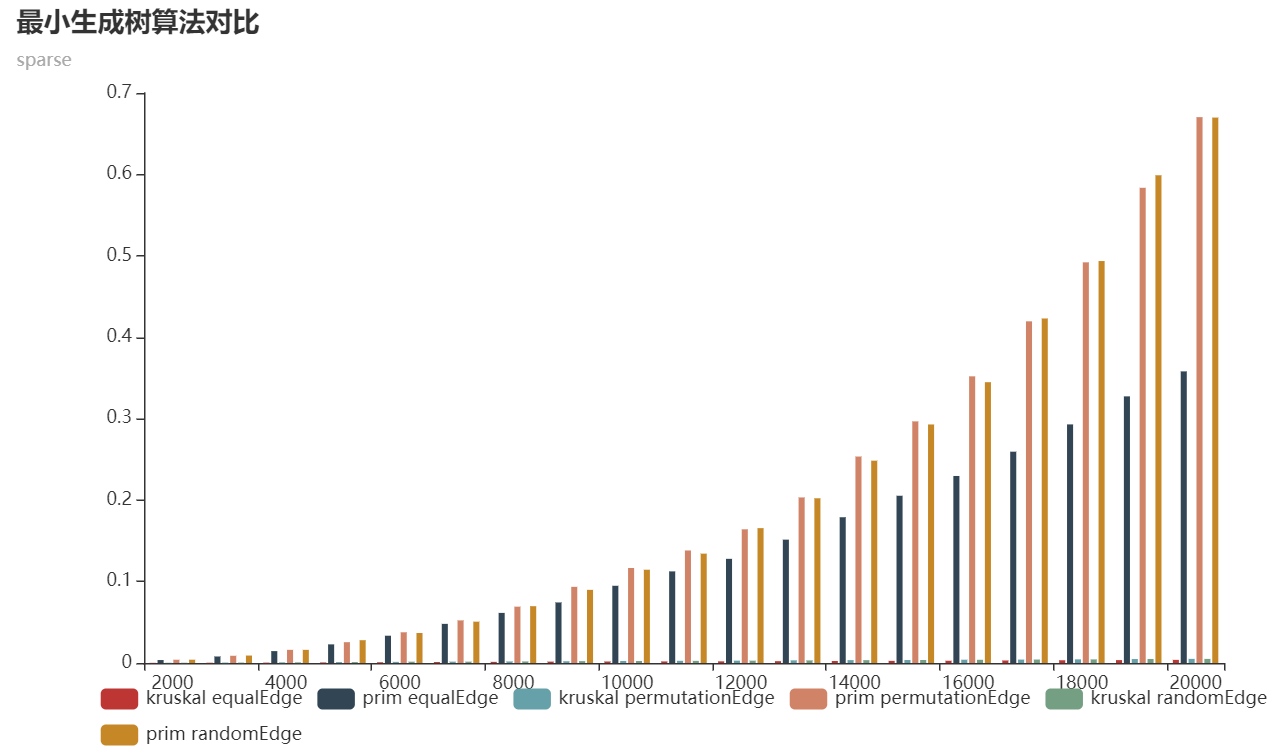 最小生成树算法对比
sparse
0.7
0.6
0.5
0.4
0.3
0.2
0.1
0
2000 4000 6000 8000 10000 12000 14000 16000 18000 20000
kruskal equalEdge prim equalEdge kruskal permutationEdge prim permutationEdge kruskal randomEdge
prim randomEdge